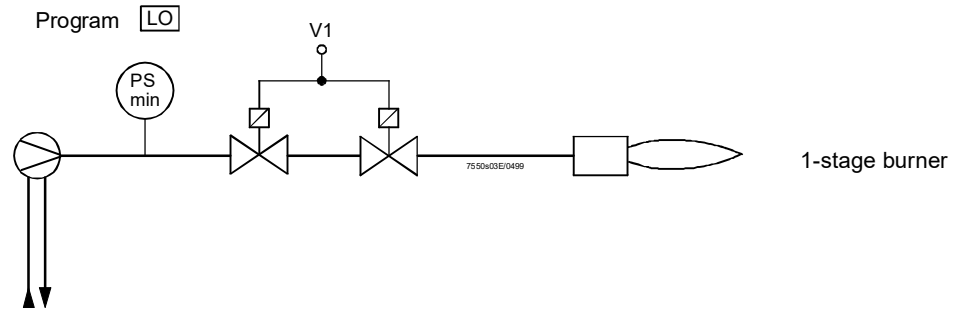 Program LO
V1
PS
min
7550s03E/0499
1-stage burner